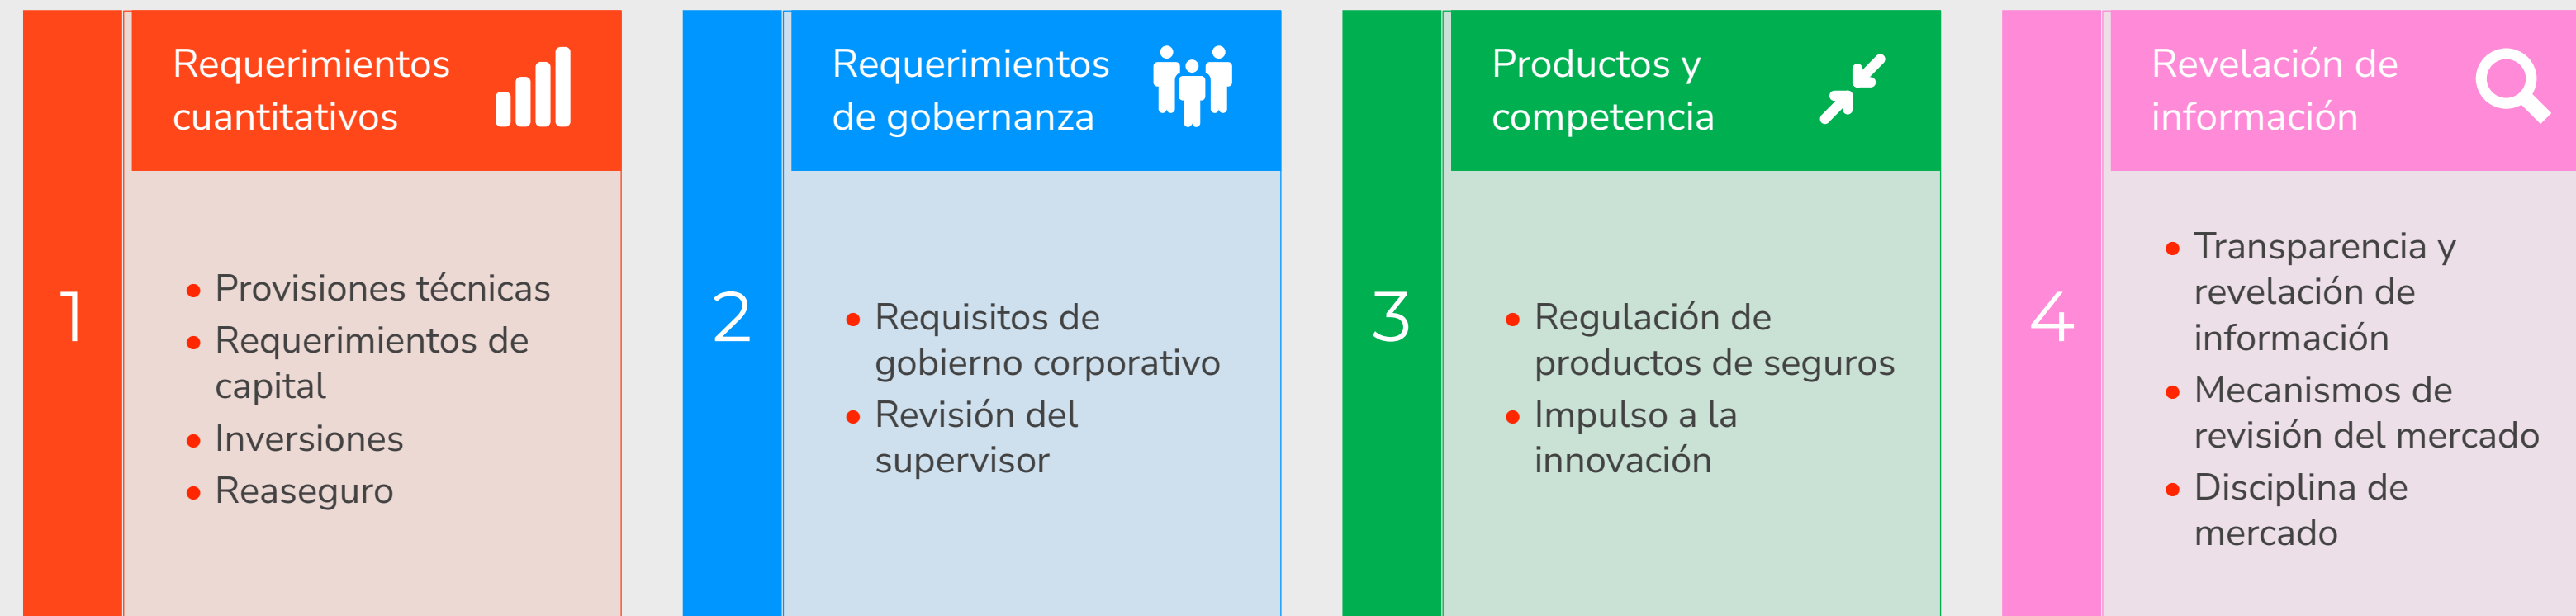 1
Requerimientos
cuantitativos
• Provisiones técnicas
• Requerimientos de
capital
• Inversiones
• Reaseguro
2
Requerimientos
de gobernanza
• Requisitos de
gobierno corporativo
• Revisión del
supervisor
3
Productos y
competencia
• Regulación de
productos de seguros
• Impulso a la
innovación
4
Revelación de
información
• Transparencia y
revelación de
información
• Mecanismos de
revisión del mercado
• Disciplina de
mercado